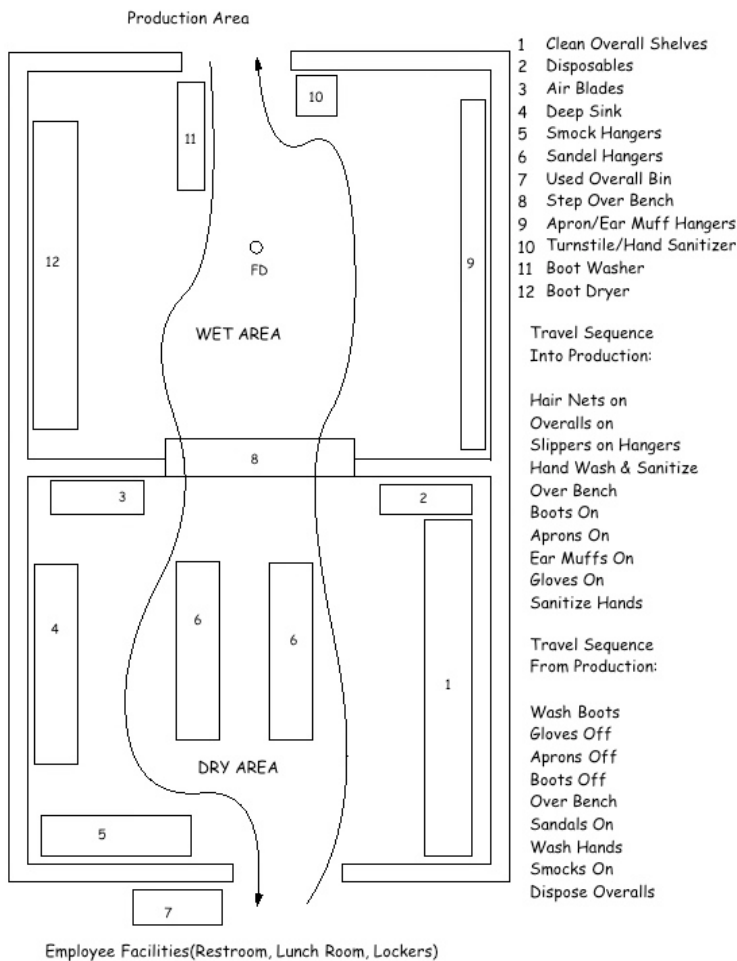 Production Area
1 Clean Overall Shelves
2 Disposables
3 Air Blades
4 Deep Sink
5 Smock Hangers
6 Sandel Hangers
7 Used Overall Bin
8 Step Over Bench
9 Apron/Ear Muff Hangers
10 Turnstile/Hand Sanitizer
11 Boot Washer
12 Boot Dryer
Travel Sequence
Into Production:
Hair Nets on
Overalls on
Slippers on Hangers
Hand Wash & Sanitize
Over Bench
Boots On
Aprons On
Ear Muffs On
Gloves On
Sanitize Hands
Travel Sequence
From Production:
Wash Boots
Gloves Off
Aprons Off
Boots Off
Over Bench
Sandals On
Wash Hands
Smocks On
Dispose Overalls
10
11
12
9
FD
WET AREA
8
3
2
4
6
6
1
DRY AREA
5
7
Employee Facilities(Restroom, Lunch Room, Lockers)